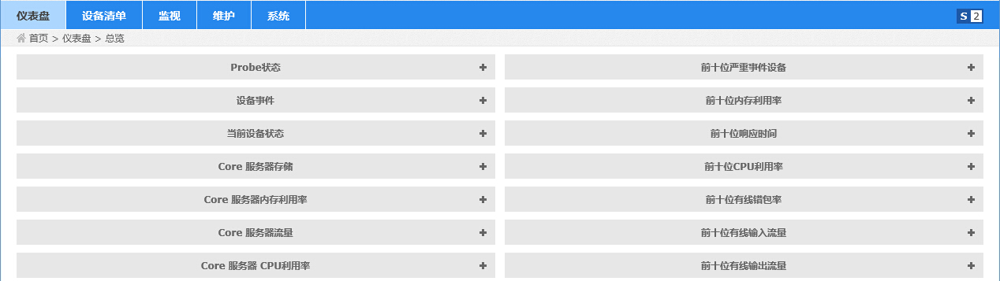 仪表盘 设备清单 监视 维护 系统 S 2
首页 > 仪表盘 > 总览
Probe状态
前十位严重事件设备
设备事件
前十位内存利用率
当前设备状态
前十位响应时间
Core 服务器存储
前十位CPU利用率
Core 服务器内存利用率
前十位有线错包率
Core 服务器流量
前十位有线输入流量
Core 服务器 CPU利用率
前十位有线输出流量